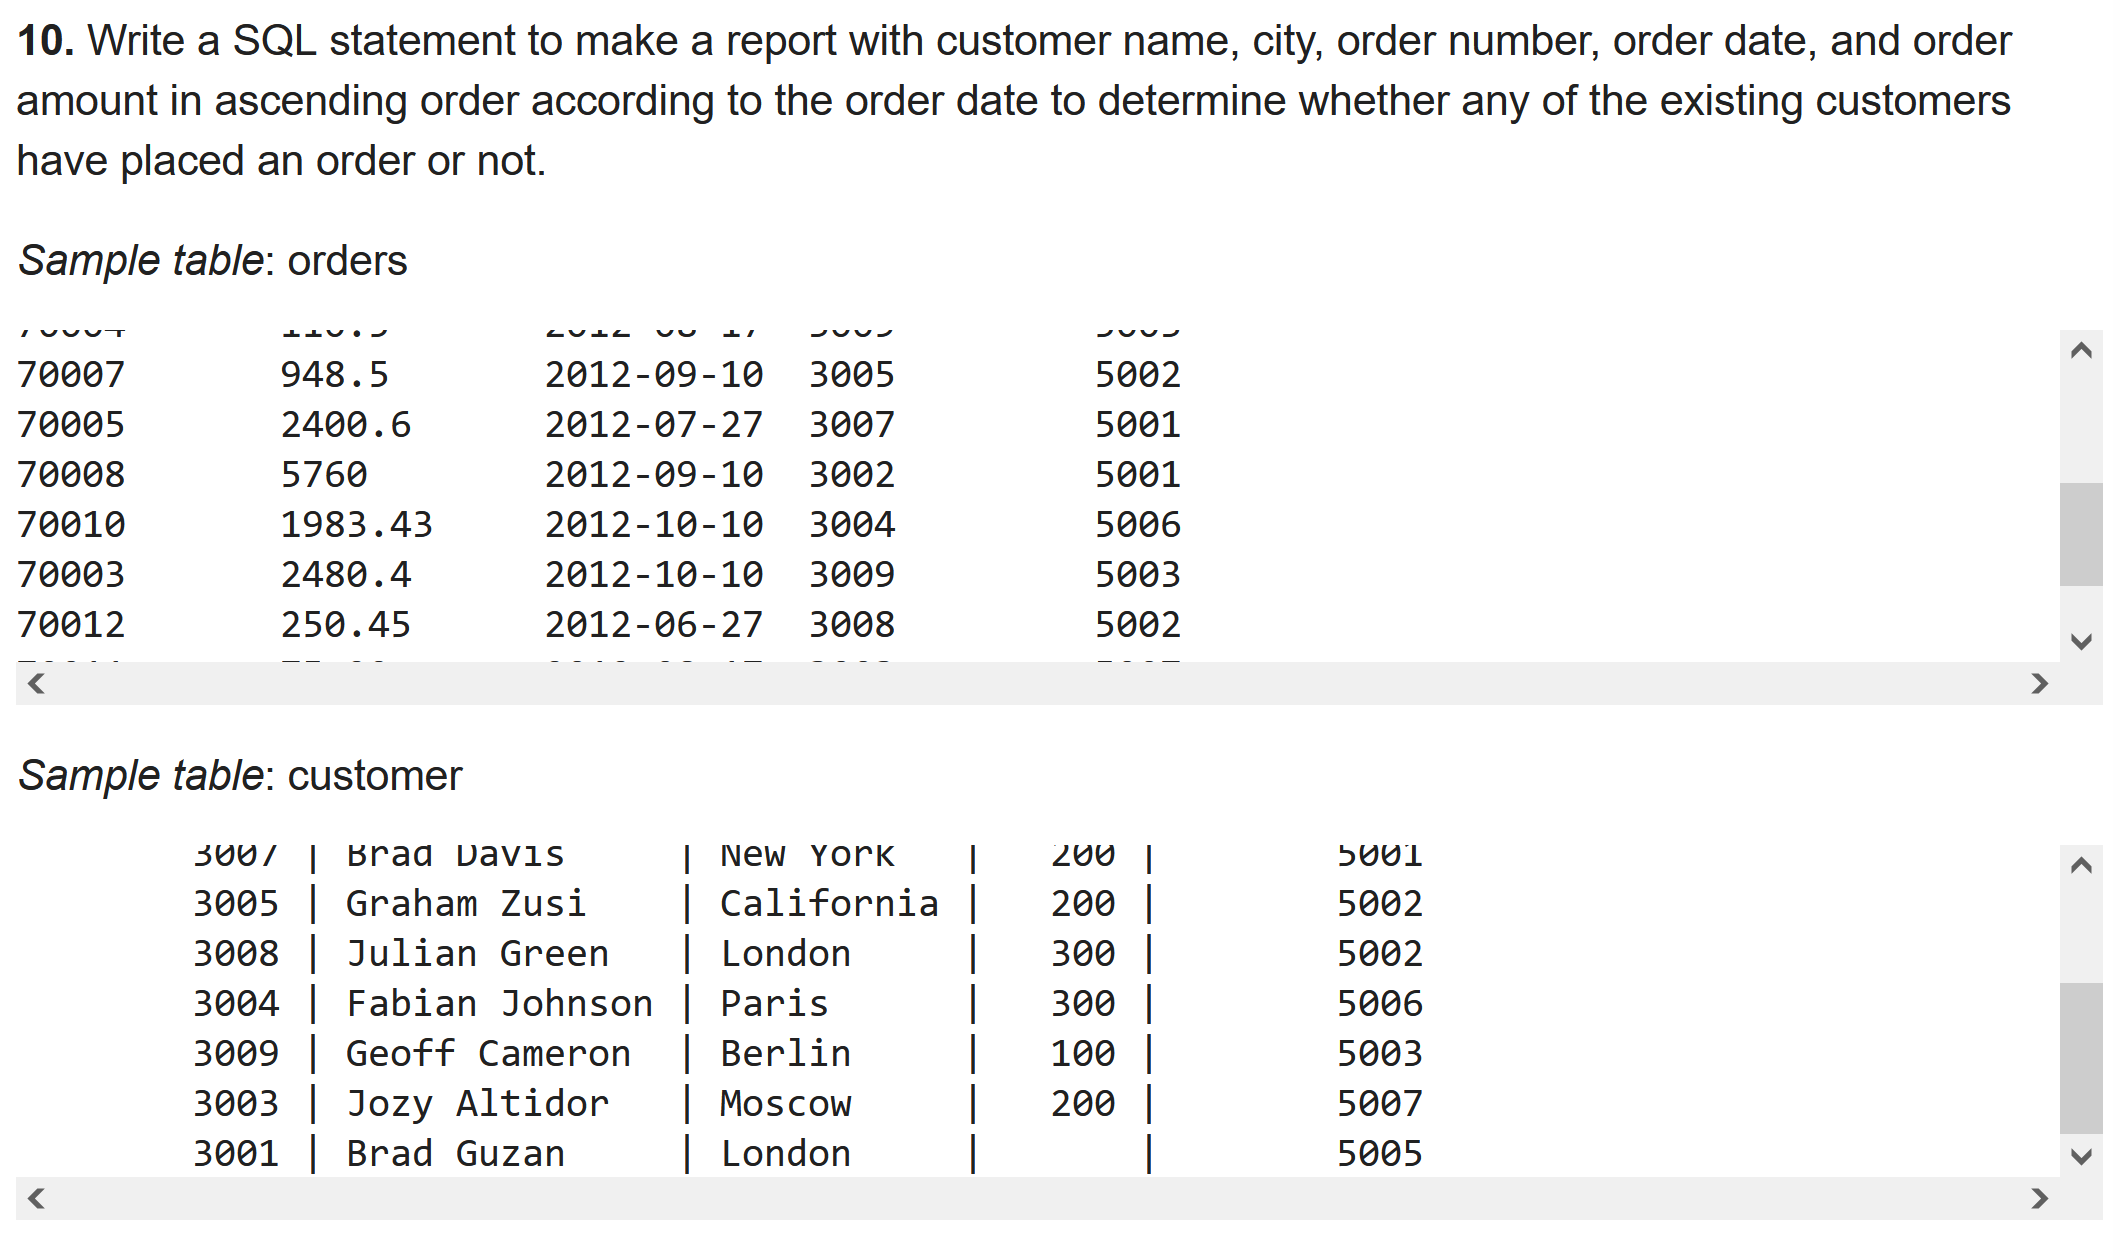 10. Write a SQL statement to make a report with customer name, city, order number, order date, and order
amount in ascending order according to the order date to determine whether any of the existing customers
have placed an order or not.
Sample table: orders
70007 948.5 2012-09-10 3005 5002
70005 2400.6 2012-07-27 3007 5001
70008 5760 2012-09-10 3002 5001
70010 1983.43 2012-10-10 3004 5006
70003 2480.4 2012-10-10 3009 5003
70012 250.45 2012-06-27 3008 5002
Sample table: customer
3007 | Brad Davis | New York | 200 | 5001
3005 | Graham Zusi | California | 200 | 5002
3008 | Julian Green | London | 300 | 5002
3004 | Fabian Johnson | Paris | 300 | 5006
3009 | Geoff Cameron | Berlin | 100 | 5003
3003 | Jozy Altidor | Moscow | 200 | 5007
3001 | Brad Guzan | London | | 5005